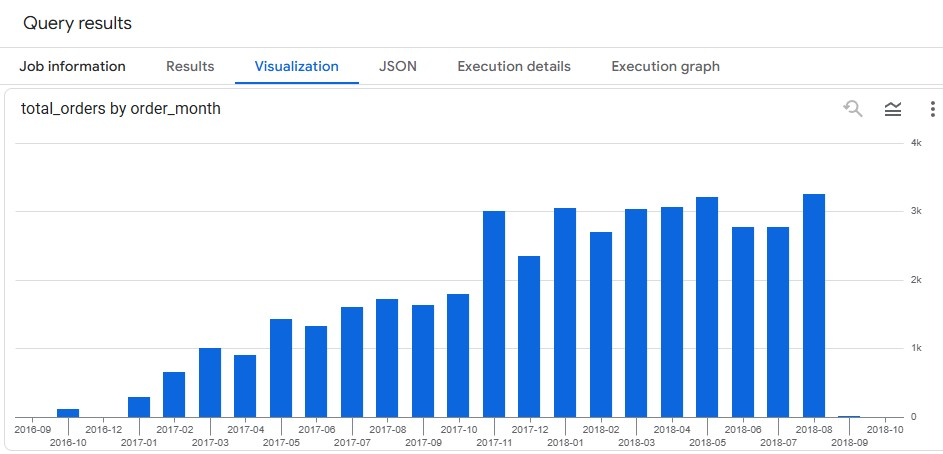 Query results
Job information Results Visualization JSON Execution details Execution graph
total_orders by order_month
4k
3k
2k
1k
0
2016-09 2016-12 2017-02 2017-04 2017-06 2017-08 2017-10 2017-12 2018-02 2018-04 2018-06 2018-08 2018-10
2016-10 2017-01 2017-03 2017-05 2017-07 2017-09 2017-11 2018-01 2018-03 2018-05 2018-07 2018-09